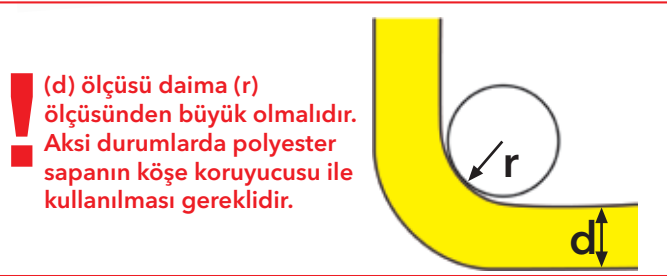 !
(d) ölçüsü daima (r)
ölçüsünden büyük olmalıdır.
Aksi durumlarda polyester
sapanın köşe koruyucusu ile
kullanılması gereklidir.
r
d